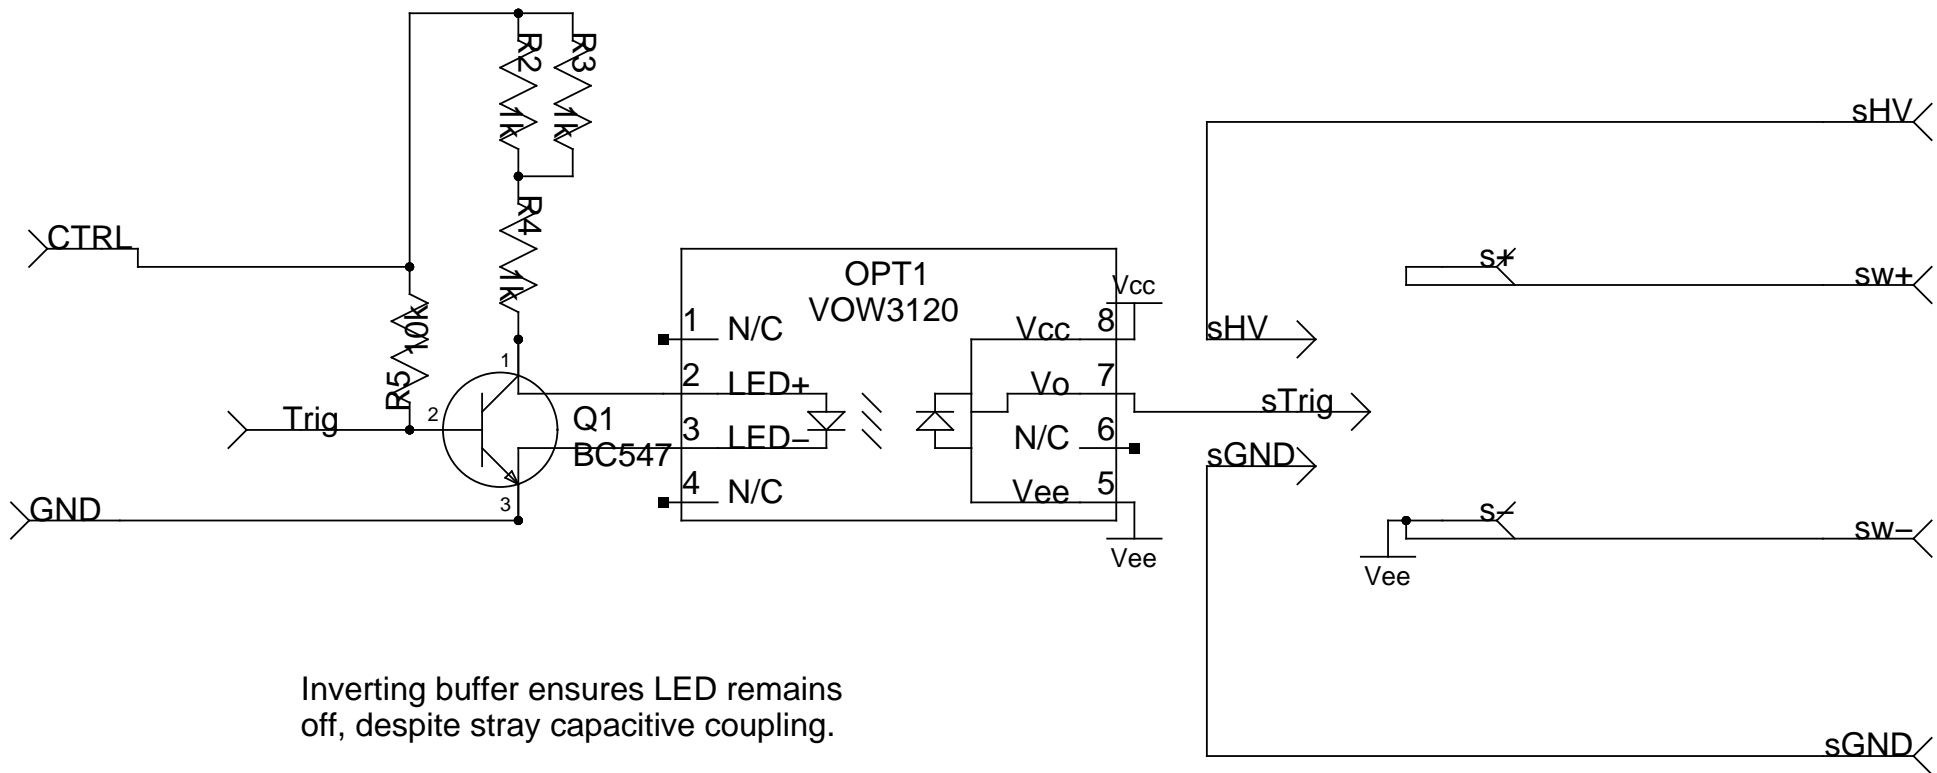 R2
R3
1k
1k
sHV
R4
CTRL
1k
OPT1
VOW3120
Vcc
s+
sw+
10k
1
N/C
Vcc
8
sHV
1
2
LED+
Vo
7
R5
Trig
2
Q1
sTrig
3
LED−
N/C
6
BC547
sGND
4
N/C
Vee
5
GND
3
s−
sw−
Vee
Vee
Inverting buffer ensures LED remains
off, despite stray capacitive coupling.
sGND